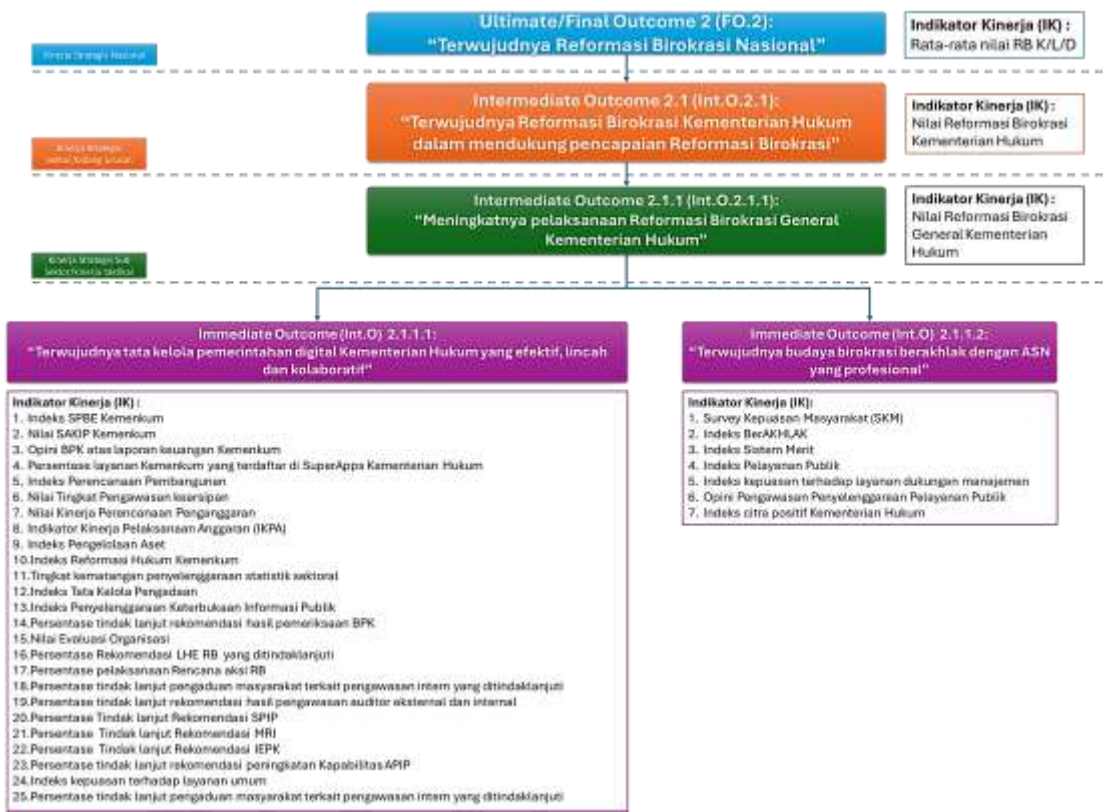 Ultimate/Final Outcome 2 (FO.2):
“Terwujudnya Reformasi Birokrasi Nasional”
Indikator Kinerja (IK) :
Rata-rata nilai RB K/L/D
Kinerja Strategis Nasional
Intermediate Outcome 2.1 (Int.O.2.1):
“Terwujudnya Reformasi Birokrasi Kementerian Hukum
dalam mendukung pencapaian Reformasi Birokrasi”
Indikator Kinerja (IK) :
Nilai Reformasi Birokrasi
Kementerian Hukum
Kinerja Strategis
Intermediate Outcome 2.1.1 (Int.O.2.1.1):
“Meningkatnya pelaksanaan Reformasi Birokrasi General
Kementerian Hukum”
Indikator Kinerja (IK) :
Nilai Reformasi Birokrasi
General Kementerian
Hukum
Kinerja Strategis Sub
Immediate Outcome (Int.O) 2.1.1.1:
“Terwujudnya tata kelola pemerintahan digital Kementerian Hukum yang efektif, lincah
dan kolaboratif”
Indikator Kinerja (IK) :
1. Indeks SPBE Kemenkum
2. Nilai SAKIP Kemenkum
3. Opini BPK atas laporan keuangan Kemenkum
4. Persentase layanan Kemenkum yang terdaftar di SuperApps Kementerian Hukum
5. Indeks Perencanaan Pembangunan
6. Nilai Tingkat Pengawasan kearsipan
7. Nilai Kinerja Perencanaan Penganggaran
8. Indikator Kinerja Pelaksanaan Anggaran (IKPA)
9. Indeks Pengelolaan Aset
10.Indeks Reformasi Hukum Kemenkum
11.Tingkat kematangan penyelenggaraan statistik sektoral
12.Indeks Tata Kelola Pengadaan
13.Indeks Penyelenggaraan Keterbukaan Informasi Publik
14.Persentase tindak lanjut rekomendasi hasil pemeriksaan BPK
15.Nilai Evaluasi Organisasi
16.Persentase Rekomendasi LHE RB yang ditindaklanjuti
17.Persentase pelaksanaan Rencana aksi RB
18.Persentase tindak lanjut pengaduan masyarakat terkait pengawasan intern yang ditindaklanjuti
19.Persentase tindak lanjut rekomendasi hasil pengawasan auditor eksternal dan internal
20.Persentase Tindak lanjut Rekomendasi SPIP
21.Persentase Tindak lanjut Rekomendasi MRI
22.Persentase Tindak lanjut Rekomendasi IEPK
23.Persentase tindak lanjut rekomendasi peningkatan Kapabilitas APIP
24.Indeks kepuasan terhadap layanan umum
25.Persentase tindak lanjut pengaduan masyarakat terkait pengawasan intern yang ditindaklanjuti
Immediate Outcome (Int.O) 2.1.1.2:
“Terwujudnya budaya birokrasi berakhlak dengan ASN
yang profesional”
Indikator Kinerja (IK):
1. Survey Kepuasan Masyarakat (SKM)
2. Indeks BerAKHLAK
3. Indeks Sistem Merit
4. Indeks Pelayanan Publik
5. Indeks kepuasan terhadap layanan dukungan manajemen
6. Opini Pengawasan Penyelenggaraan Pelayanan Publik
7. Indeks citra positif Kementerian Hukum